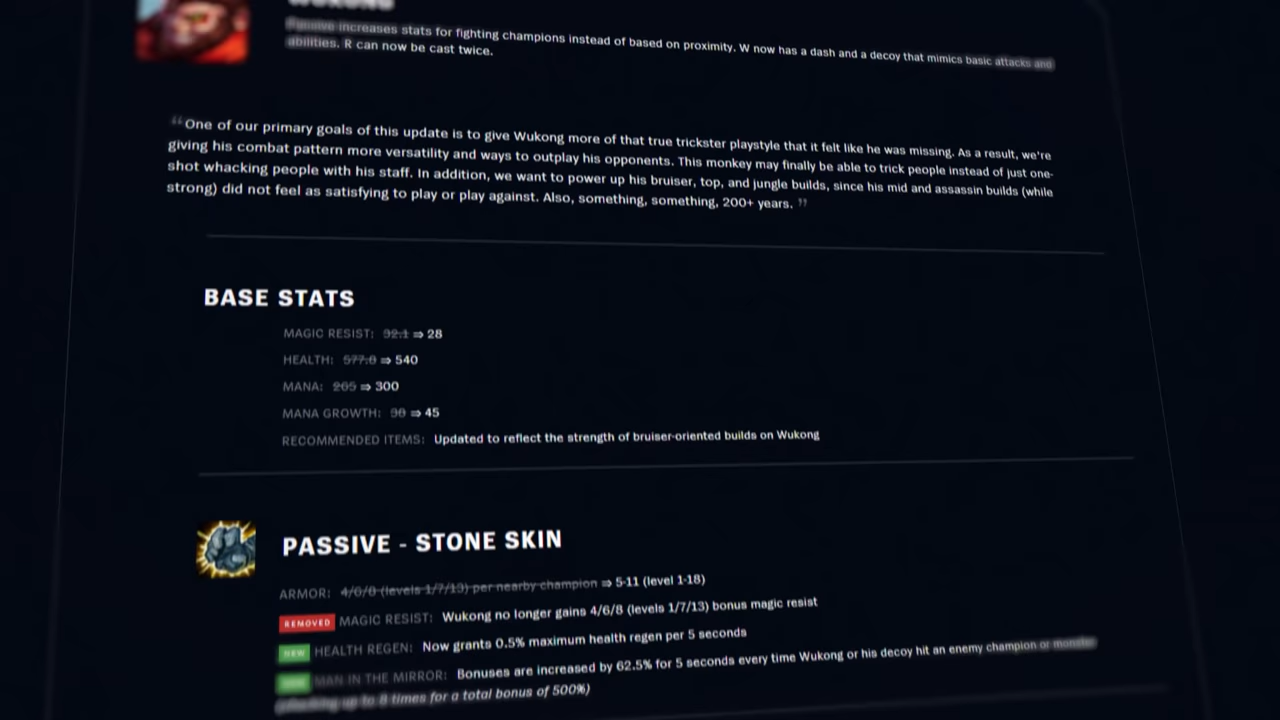 WUKONG
Passive increases stats for fighting champions instead of based on proximity. W now has a dash and a decoy that mimics basic attacks and
abilities. R can now be cast twice.
“One of our primary goals of this update is to give Wukong more of that true trickster playstyle that it felt like he was missing. As a result, we're
giving his combat pattern more versatility and ways to outplay his opponents. This monkey may finally be able to trick people instead of just one-
shot whacking people with his staff. In addition, we want to power up his bruiser, top, and jungle builds, since his mid and assassin builds (while
strong) did not feel as satisfying to play or play against. Also, something, something, 200+ years. ”
BASE STATS
MAGIC RESIST: 32.1 ⇒ 28
HEALTH: 577.8 ⇒ 540
MANA: 265 ⇒ 300
MANA GROWTH: 38 ⇒ 45
RECOMMENDED ITEMS: Updated to reflect the strength of bruiser-oriented builds on Wukong
PASSIVE - STONE SKIN
ARMOR: 4/6/8 (levels 1/7/13) per nearby champion ⇒ 5-11 (level 1-18)
REMOVED MAGIC RESIST: Wukong no longer gains 4/6/8 (levels 1/7/13) bonus magic resist
NEW HEALTH REGEN: Now grants 0.5% maximum health regen per 5 seconds
NEW MAN IN THE MIRROR: Bonuses are increased by 62.5% for 5 seconds every time Wukong or his decoy hit an enemy champion or monster
(stacking up to 8 times for a total bonus of 500%)